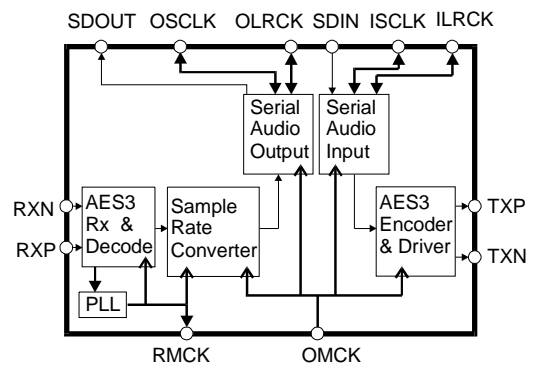 SDOUT OSCLK OLRCK SDIN ISCLK ILRCK
Serial
Audio
Output
Serial
Audio
Input
RXN
RXP
AES3
Rx &
Decode
Sample
Rate
Converter
AES3
Encoder
& Driver
TXP
TXN
PLL
RMCK
OMCK